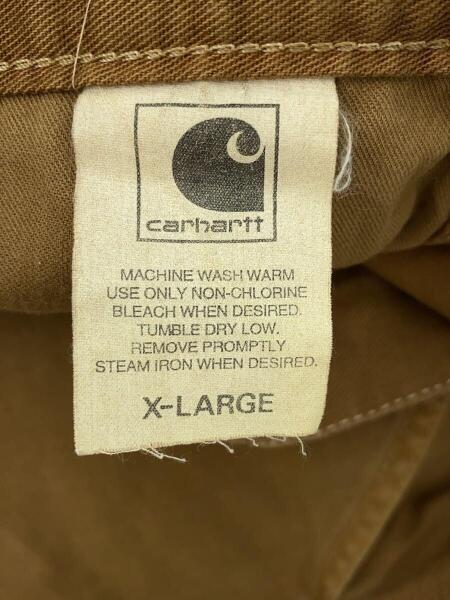 carhartt
MACHINE WASH WARM
USE ONLY NON-CHLORINE
BLEACH WHEN DESIRED.
TUMBLE DRY LOW.
REMOVE PROMPTLY
STEAM IRON WHEN DESIRED.
X-LARGE